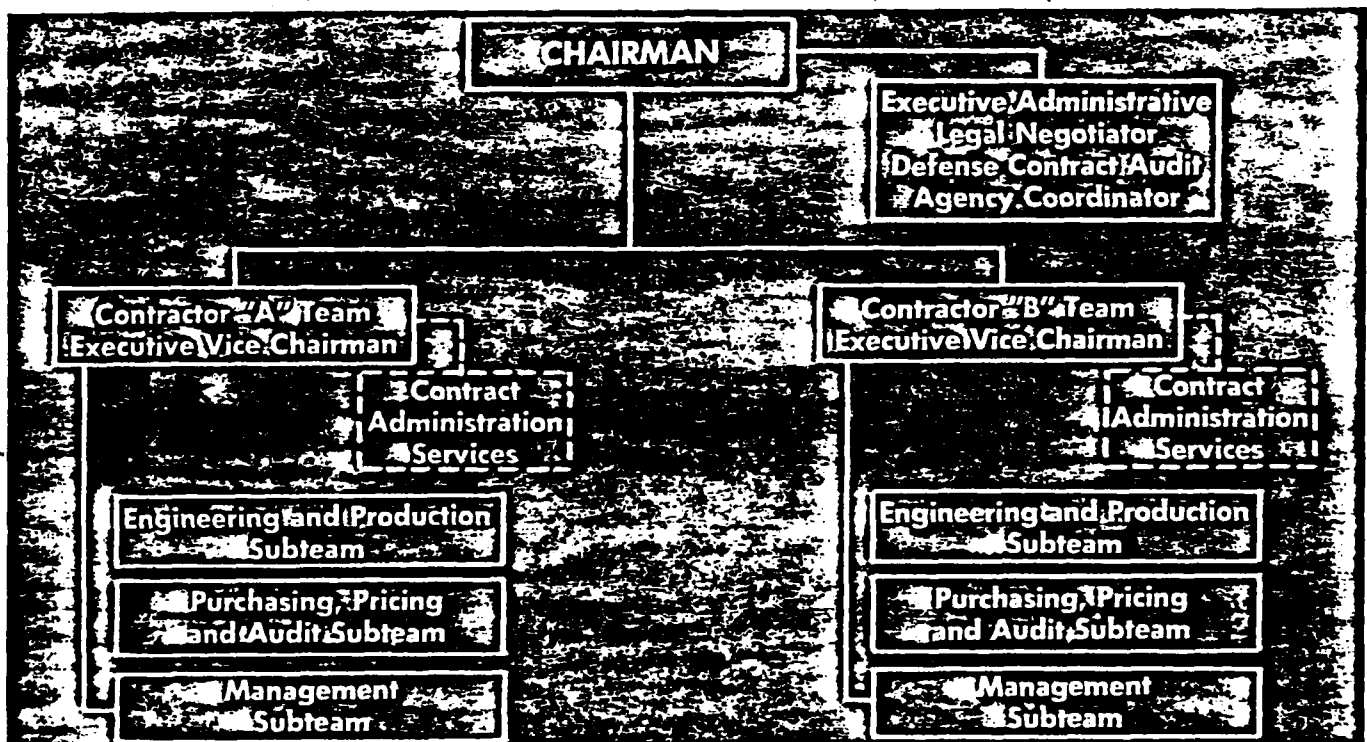 CHAIRMAN
Executive Administrative
Legal Negotiator
Defense Contract Audit
Agency Coordinator
Contractor "A" Team
Executive Vice Chairman
Contract
Administration
Services
Engineering and Production
Subteam
Purchasing, Pricing
and Audit Subteam
Management
Subteam
Contractor "B" Team
Executive Vice Chairman
Contract
Administration
Services
Engineering and Production
Subteam
Purchasing, Pricing
and Audit Subteam
Management
Subteam